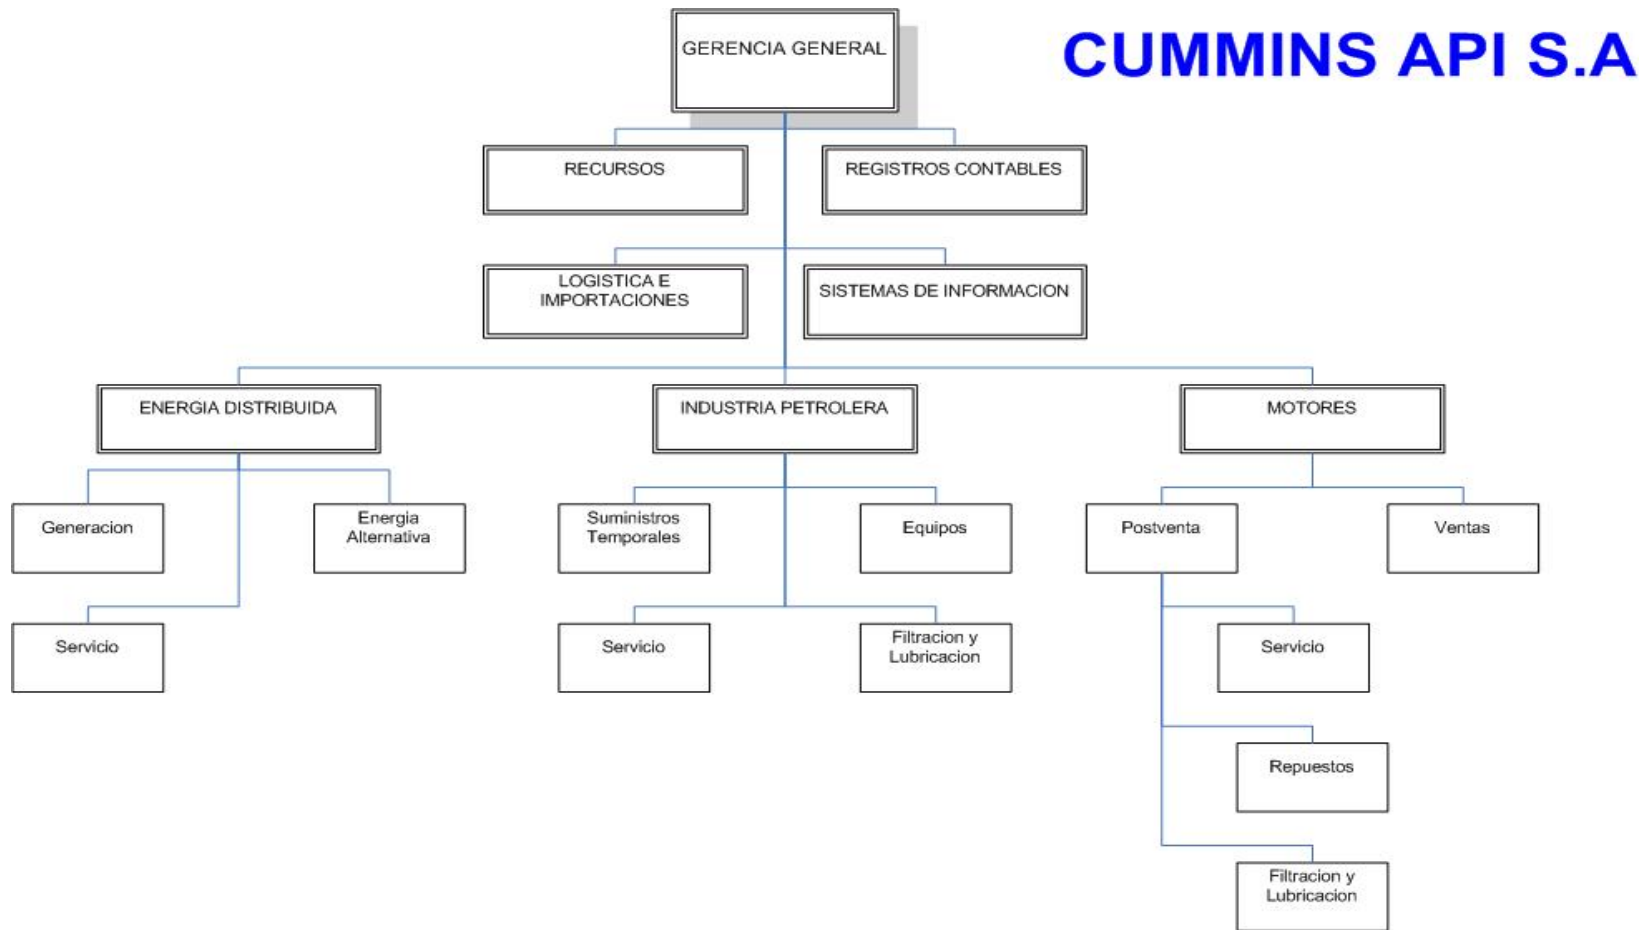 CUMMINS API S.A
GERENCIA GENERAL
RECURSOS
REGISTROS CONTABLES
LOGISTICA E
IMPORTACIONES
SISTEMAS DE INFORMACION
ENERGIA DISTRIBUIDA
INDUSTRIA PETROLERA
MOTORES
Generacion
Energia
Alternativa
Suministros
Temporales
Equipos
Postventa
Ventas
Servicio
Servicio
Filtracion y
Lubricacion
Servicio
Repuestos
Filtracion y
Lubricacion